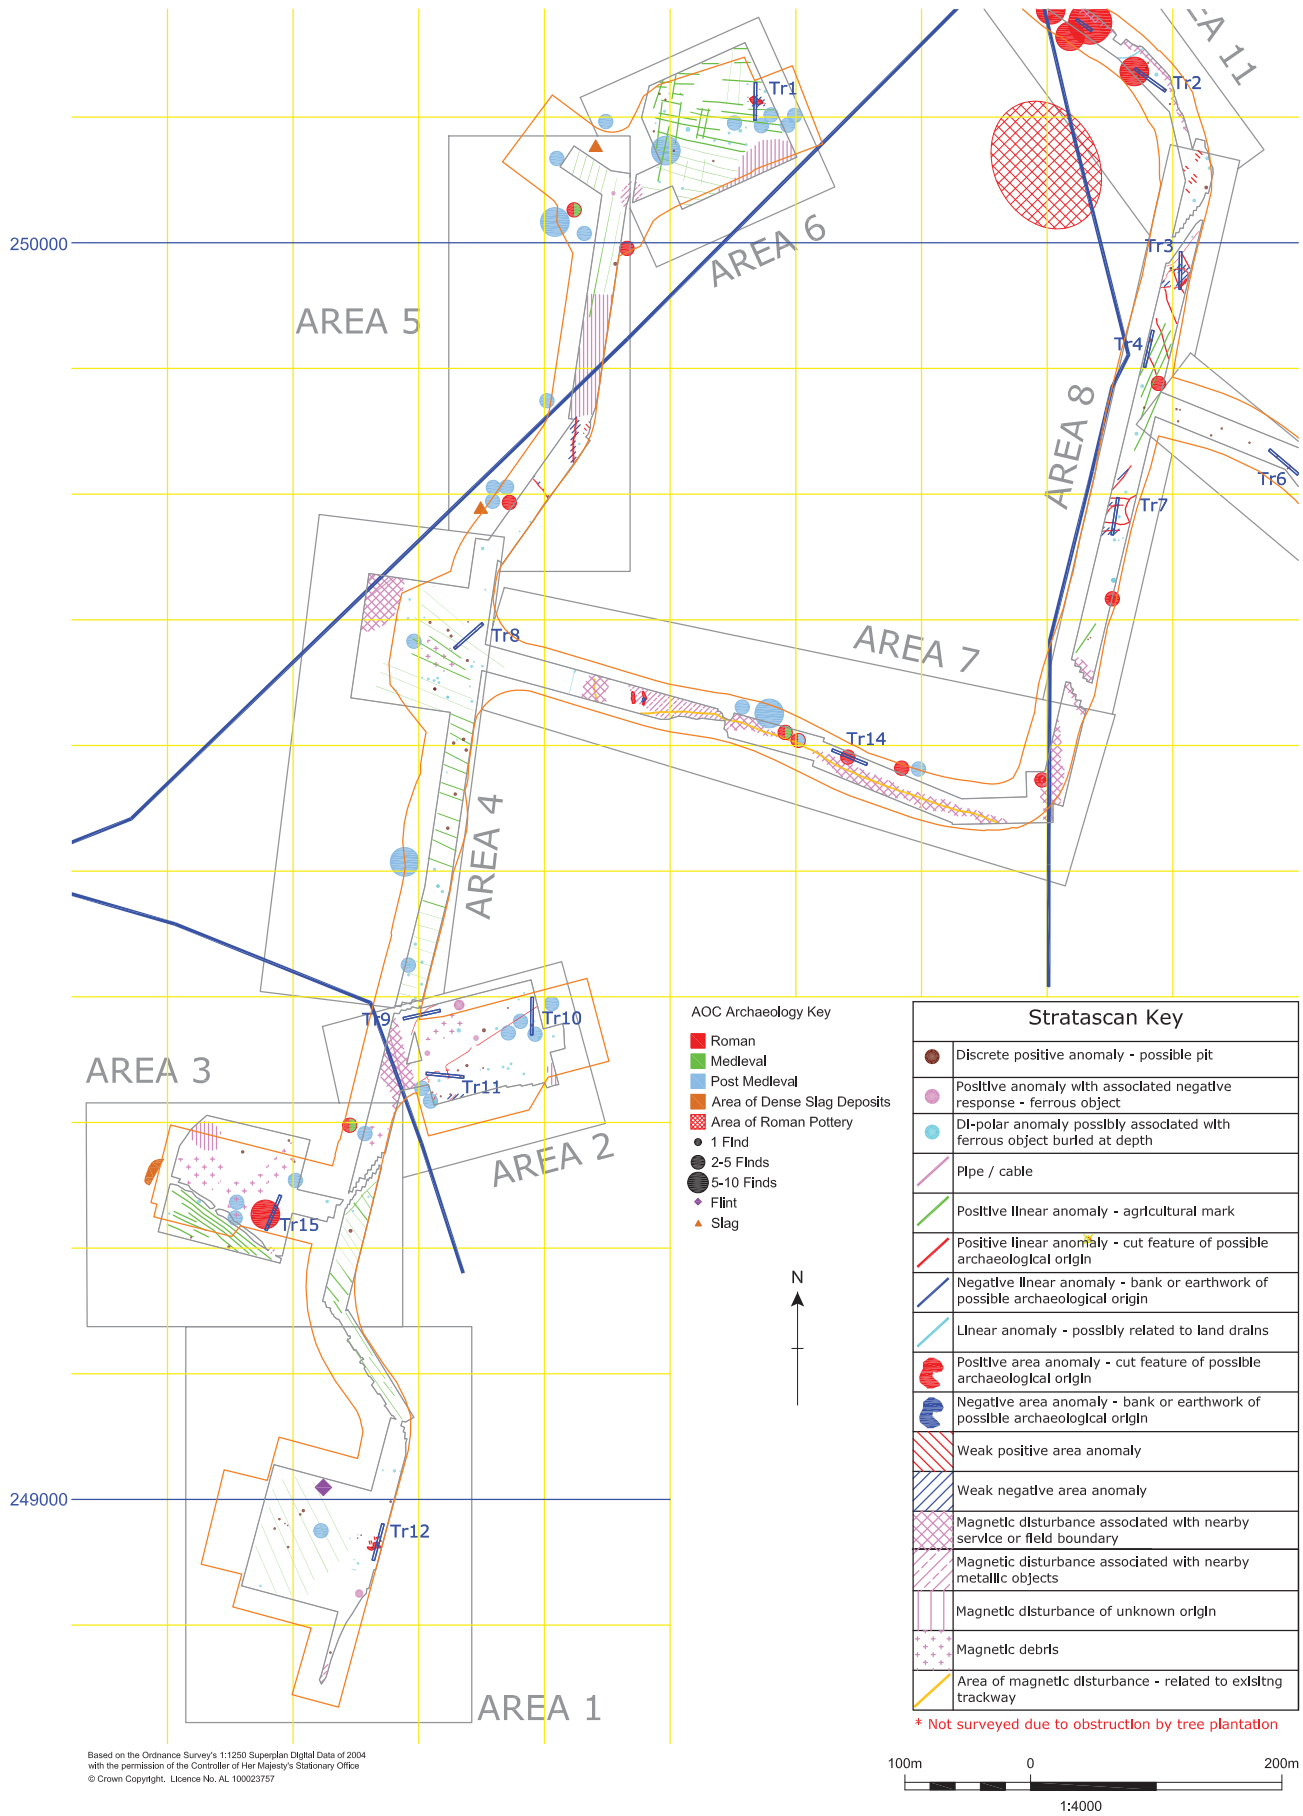 AREA 11
Tr1
Tr2
250000
AREA 6
Tr3
AREA 5
Tr4
AREA 8
Tr6
Tr7
Tr8
AREA 7
Tr14
AREA 4
Tr9
Tr10
AREA 3
Tr11
AREA 2
Tr15
249000
Tr12
AREA 1
AOC Archaeology Key
Roman
Medieval
Post Medieval
Area of Dense Slag Deposits
Area of Roman Pottery
1 Find
2-5 Finds
5-10 Finds
Flint
Slag
N
Stratascan Key
Discrete positive anomaly - possible pit
Positive anomaly with associated negative
response - ferrous object
Di-polar anomaly possibly associated with
ferrous object buried at depth
Pipe / cable
Positive linear anomaly - agricultural mark
Positive linear anomaly - cut feature of possible
archaeological origin
Negative linear anomaly - bank or earthwork of
possible archaeological origin
Linear anomaly - possibly related to land drains
Positive area anomaly - cut feature of possible
archaeological origin
Negative area anomaly - bank or earthwork of
possible archaeological origin
Weak positive area anomaly
Weak negative area anomaly
Magnetic disturbance associated with nearby
service or field boundary
Magnetic disturbance associated with nearby
metallic objects
Magnetic disturbance of unknown origin
Magnetic debris
Area of magnetic disturbance - related to exisitng
trackway
* Not surveyed due to obstruction by tree plantation
Based on the Ordnance Survey's 1:1250 Superplan Digital Data of 2004
with the permission of the Controller of Her Majesty's Stationary Office
© Crown Copyright. Licence No. AL 100023757
100m 0 200m
1:4000